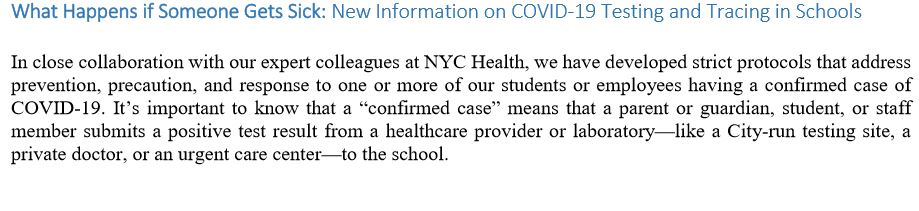 What Happens if Someone Gets Sick: New Information on COVID-19 Testing and Tracing in Schools
In close collaboration with our expert colleagues at NYC Health, we have developed strict protocols that address
prevention, precaution, and response to one or more of our students or employees having a confirmed case of
COVID-19. It’s important to know that a “confirmed case” means that a parent or guardian, student, or staff
member submits a positive test result from a healthcare provider or laboratory—like a City-run testing site, a
private doctor, or an urgent care center—to the school.